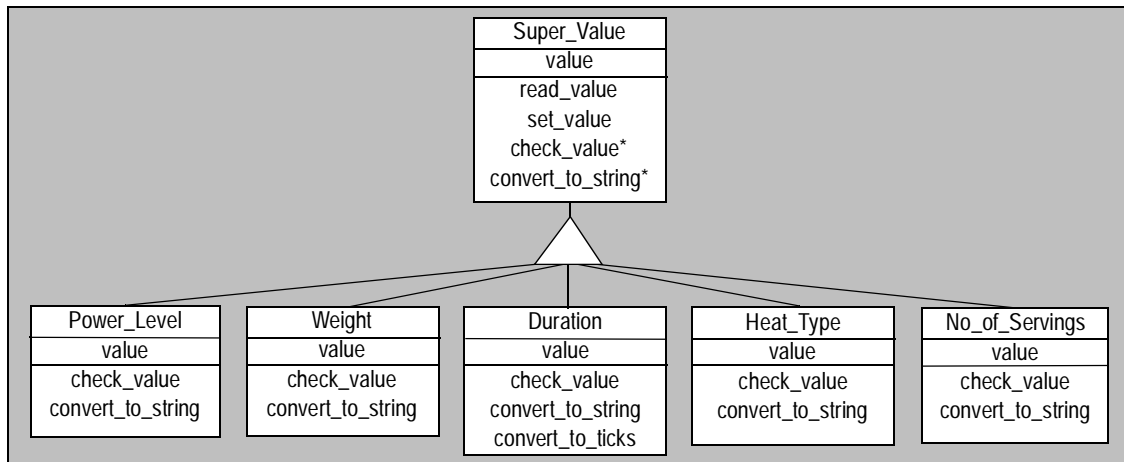 Super_Value
value
read_value
set_value
check_value*
convert_to_string*
Power_Level
value
check_value
convert_to_string
Weight
value
check_value
convert_to_string
Duration
value
check_value
convert_to_string
convert_to_ticks
Heat_Type
value
check_value
convert_to_string
No_of_Servings
value
check_value
convert_to_string